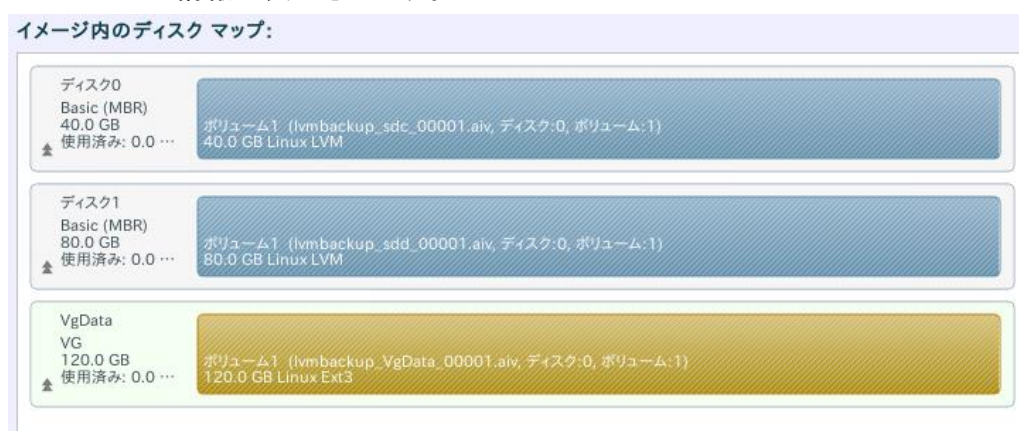 イメージ内のディスク マップ:
ディスク0
Basic (MBR)
40.0 GB
使用済み: 0.0 …
ボリューム1 (lvmbackup_sdc_00001.aiv, ディスク:0, ボリューム:1)
40.0 GB Linux LVM
ディスク1
Basic (MBR)
80.0 GB
使用済み: 0.0 …
ボリューム1 (lvmbackup_sdd_00001.aiv, ディスク:0, ボリューム:1)
80.0 GB Linux LVM
VgData
VG
120.0 GB
使用済み: 0.0 …
ボリューム1 (lvmbackup_VgData_00001.aiv, ディスク:0, ボリューム:1)
120.0 GB Linux Ext3